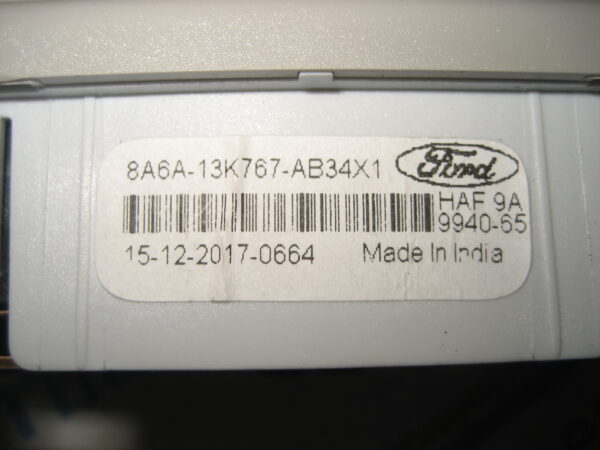 8A6A-13K767-AB34X1
Ford
HAF 9A
9940-65
15-12-2017-0664
Made In India